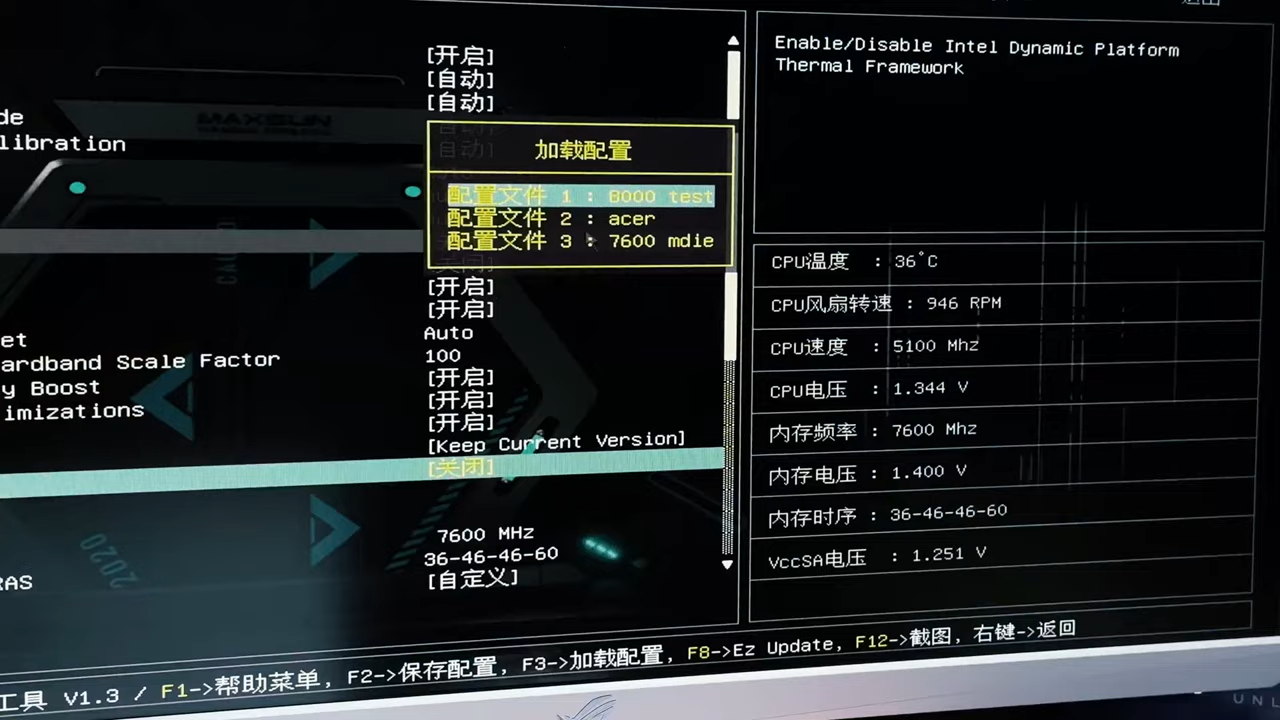 [开启]
[自动]
[自动]
de
libration
MAXSUN
自动]
加载配置
配置文件 1 : 8000 test
配置文件 2 : acer
配置文件 3 : 7600 mdie
[开启]
[开启]
et
Auto
ardband Scale Factor
100
y Boost
[开启]
imizations
[开启]
[开启]
[Keep Current Version]
[关闭]
7600 MHz
36-46-46-60
RAS
[自定义]
2020
Enable/Disable Intel Dynamic Platform
Thermal Framework
CPU温度 : 36°C
CPU风扇转速 : 946 RPM
CPU速度 : 5100 Mhz
CPU电压 : 1.344 V
内存频率 : 7600 Mhz
内存电压 : 1.400 V
内存时序 : 36-46-46-60
VccSA电压 : 1.251 V
工具 V1.3 / F1->帮助菜单, F2->保存配置, F3->加载配置, F8->Ez Update, F12->截图, 右键->返回